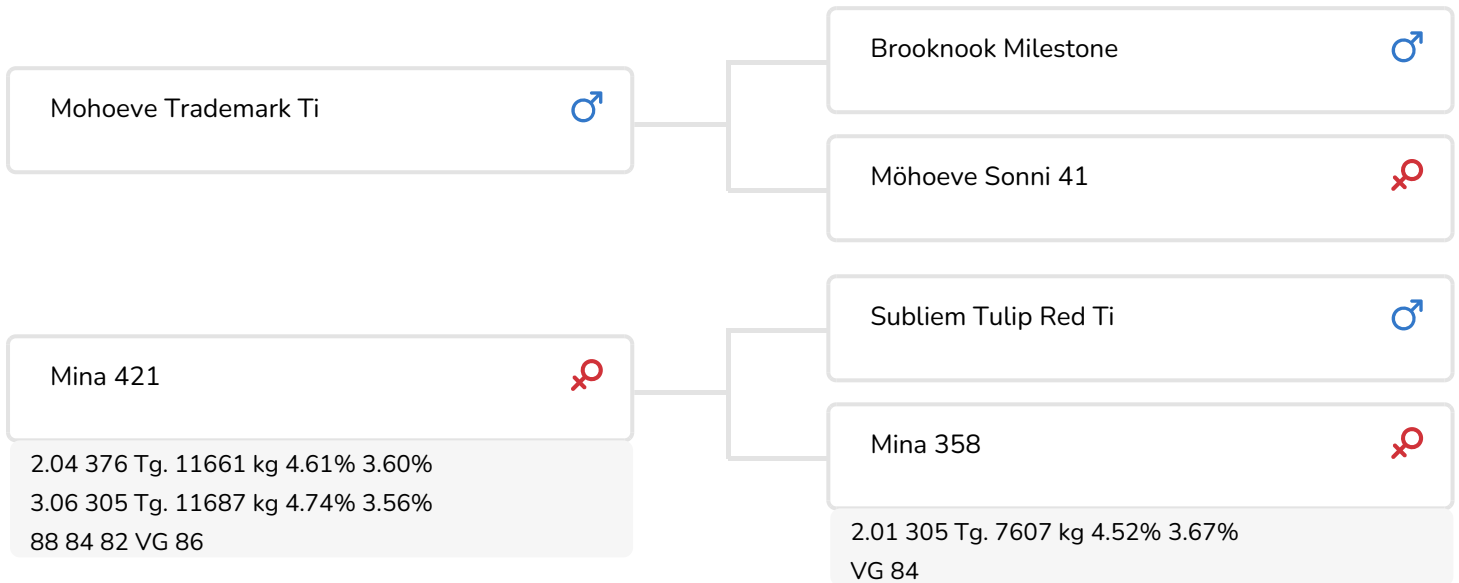 Mohoeve Trademark Ti
Brooknook Milestone
Möhoeve Sonni 41
Mina 421
2.04 376 Tg. 11661 kg 4.61% 3.60%
3.06 305 Tg. 11687 kg 4.74% 3.56%
88 84 82 VG 86
Subliem Tulip Red Ti
Mina 358
2.01 305 Tg. 7607 kg 4.52% 3.67%
VG 84